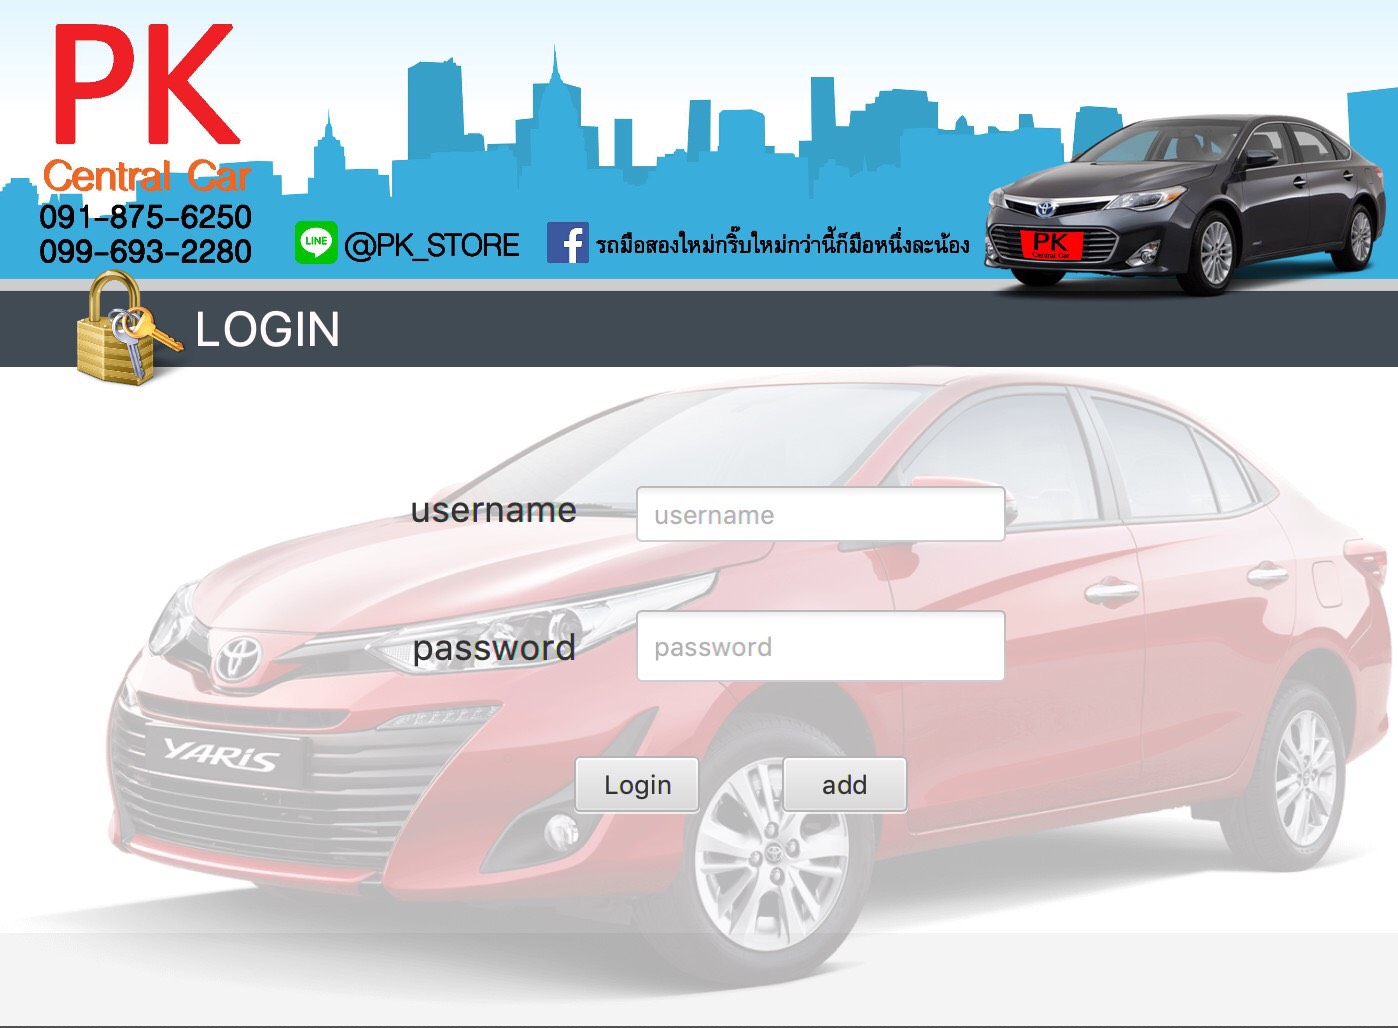 PK
Central Car
091-875-6250
099-693-2280
LINE @PK_STORE f รถมือสองใหม่กริ๊บใหม่กว่านี้ก็มือหนึ่งละน้อง
PK
Central Car
LOGIN
username username
password password
YARIS
Login add